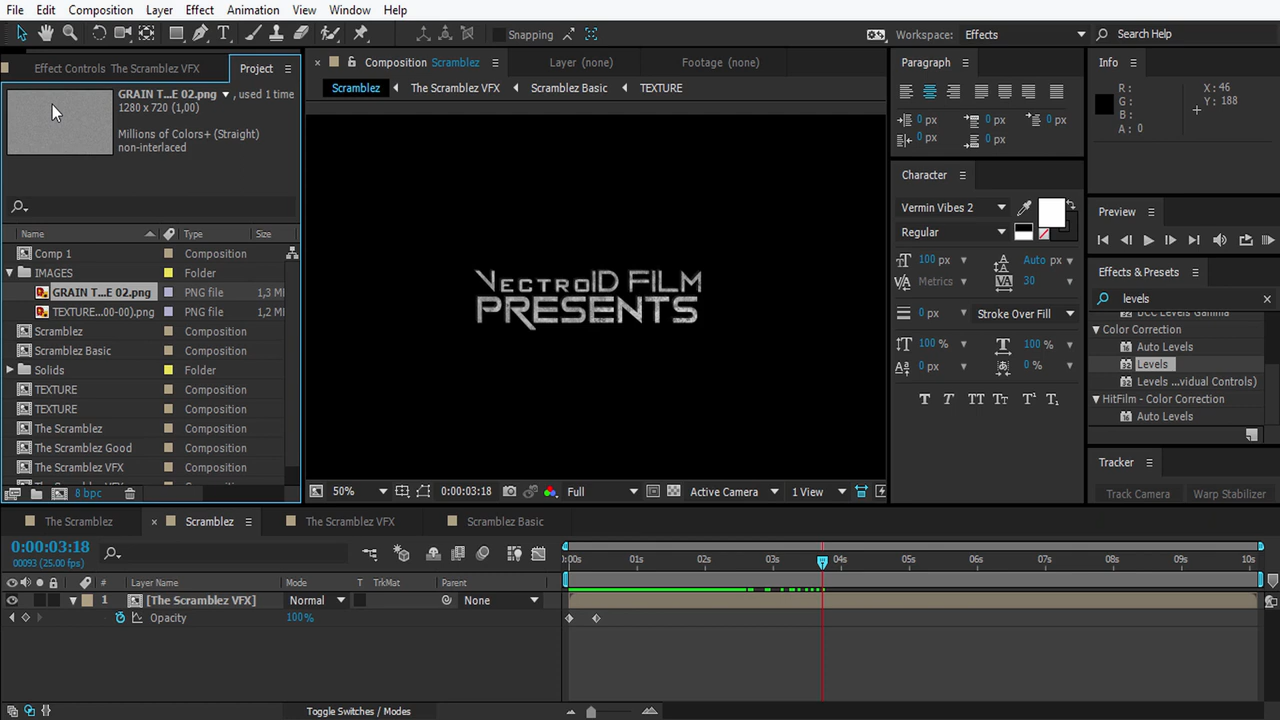 File Edit Composition Layer Effect Animation View Window Help
Snapping
Workspace: Effects
Search Help
Effect Controls The Scramblez VFX
Project
GRAIN T...E 02.png , used 1 time
1280 x 720 (1,00)
Millions of Colors+ (Straight)
non-interlaced
Name Type Size
Comp 1 Composition
IMAGES Folder
GRAIN T...E 02.png PNG file 1,3 M
TEXTURE...00-00).png PNG file 1,2 M
Scramblez Composition
Scramblez Basic Composition
Solids Folder
TEXTURE Composition
TEXTURE Composition
The Scramblez Composition
The Scramblez Good Composition
The Scramblez VFX Composition
8 bpc
Composition Scramblez
Layer (none)
Footage (none)
Scramblez The Scramblez VFX Scramblez Basic TEXTURE
VectroID FILM
PRESENTS
50% 0:00:03:18 Full Active Camera 1 View
Paragraph
0 px 0 px 0 px
0 px 0 px
Character
Vermin Vibes 2
Regular
100 px Auto px
Metrics 30
0 px Stroke Over Fill
100 % 100 %
0 px 0 %
T T TT Tт T¹ T₁
Info
R: X: 46
G: Y: 188
B:
A: 0
Preview
Effects & Presets
levels
Color Correction
Auto Levels
Levels
Levels ...vidual Controls)
HitFilm - Color Correction
Auto Levels
Tracker
Track Camera Warp Stabilizer
The Scramblez Scramblez The Scramblez VFX Scramblez Basic
0:00:03:18
00093 (25.00 fps)
:00s 01s 02s 03s 04s 05s 06s 07s 08s 09s 10s
# Layer Name Mode T TrkMat Parent
1 [The Scramblez VFX] Normal None
Opacity 100%
Toggle Switches / Modes